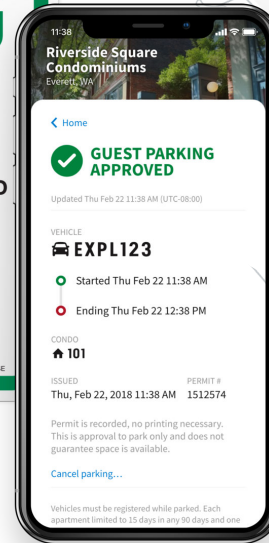 11:38
Riverside Square
Condominiums
Everett, WA
Home
GUEST PARKING
APPROVED
Updated Thu Feb 22 11:38 AM (UTC-08:00)
VEHICLE
EXPL123
Started Thu Feb 22 11:38 AM
Ending Thu Feb 22 12:38 PM
CONDO
101
ISSUED
PERMIT #
Thu, Feb 22, 2018 11:38 AM
1512574
Permit is recorded, no printing necessary.
This is approval to park only and does not
guarantee space is available.
Cancel parking…
Vehicles must be registered while parked. Each
apartment limited to 15 days in any 90 days and one